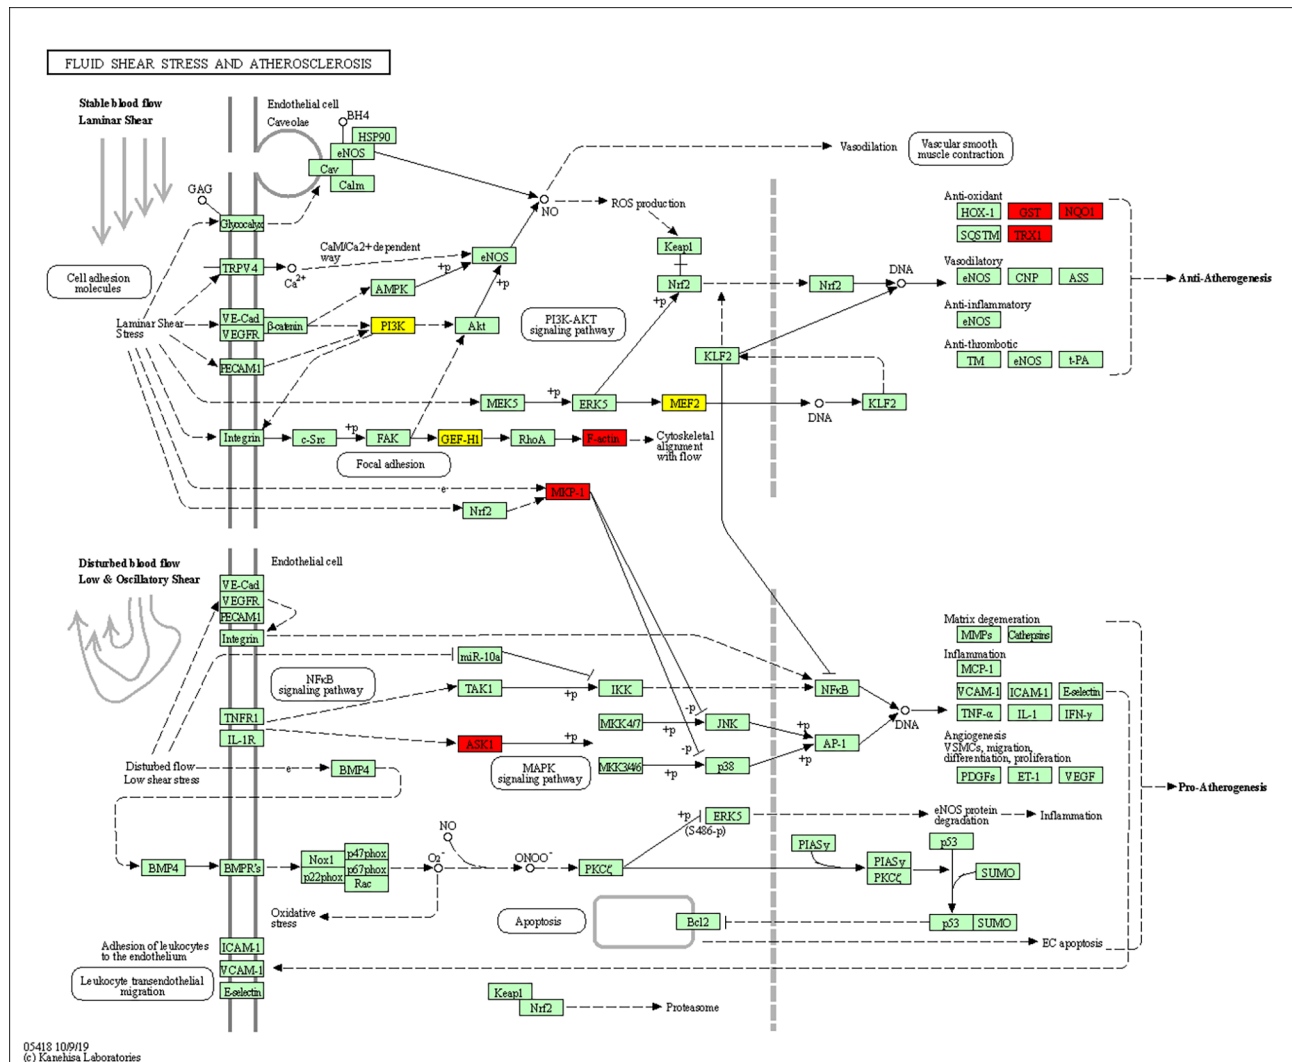 FLUID SHEAR STRESS AND ATHEROSCLEROSIS
Stable blood flow
Laminar Shear
Endothelial cell
Caveolae
BH4
HSP90
eNOS
Cav
Calm
GAG
Glycocalyx
Vasodilation
Vascular smooth
muscle contraction
NO
ROS production
Cell adhesion
molecules
TRPV4
Ca2+
CaM/Ca2+ dependent
way
eNOS
+p
+p
AMPK
Keap1
Nrf2
+p
Nrf2
DNA
Anti-oxidant
HOX-1
GST
NQO1
SQSTM
TRX1
Vasodilatory
eNOS
CNP
ASS
Anti-inflammatory
eNOS
Anti-thrombotic
TM
eNOS
t-PA
Anti-Atherogenesis
Laminar Shear
Stress
VE-Cad
VEGFR
β-catenin
PI3K
Akt
PI3K-AKT
signaling pathway
KLF2
PECAM-1
MEK5
+p
ERK5
+p
MEF2
DNA
KLF2
Integrin
c-Src
+p
FAK
GEF-H1
RhoA
F-actin
Cytoskeletal
alignment
with flow
Focal adhesion
e
MKP-1
Nrf2
Disturbed blood flow
Low & Oscillatory Shear
Endothelial cell
VE-Cad
VEGFR
PECAM-1
Integrin
miR-10a
NFκB
signaling pathway
TAK1
+p
IKK
NFκB
TNFR1
IL-1R
MKK4/7
+p
-p
JNK
+p
AP-1
DNA
ASK1
+p
MAPK
signaling pathway
MKK3/4/6
+p
-p
p38
+p
Matrix degeneration
MMPs
Cathepsins
Inflammation
MCP-1
VCAM-1
ICAM-1
E-selectin
TNF-α
IL-1
IFN-γ
Angiogenesis
VSMCs, migration,
differentiation, proliferation
PDGFs
ET-1
VEGF
Pro-Atherogenesis
Disturbed flow
Low shear stress
e
BMP4
BMP4
BMPR's
Nox1
p22phox
p47phox
p67phox
Rac
O2-
NO
ONOO-
PKCζ
+p
(S486-p)
ERK5
eNOS protein
degradation
Inflammation
PIASy
PIASy
PKCζ
p53
SUMO
p53
SUMO
Oxidative
stress
Apoptosis
Bcl2
EC apoptosis
Adhesion of leukocytes
to the endothelium
ICAM-1
VCAM-1
E-selectin
Leukocyte transendothelial
migration
Keap1
Nrf2
Proteasome
05418 10/9/19
(c) Kanehisa Laboratories